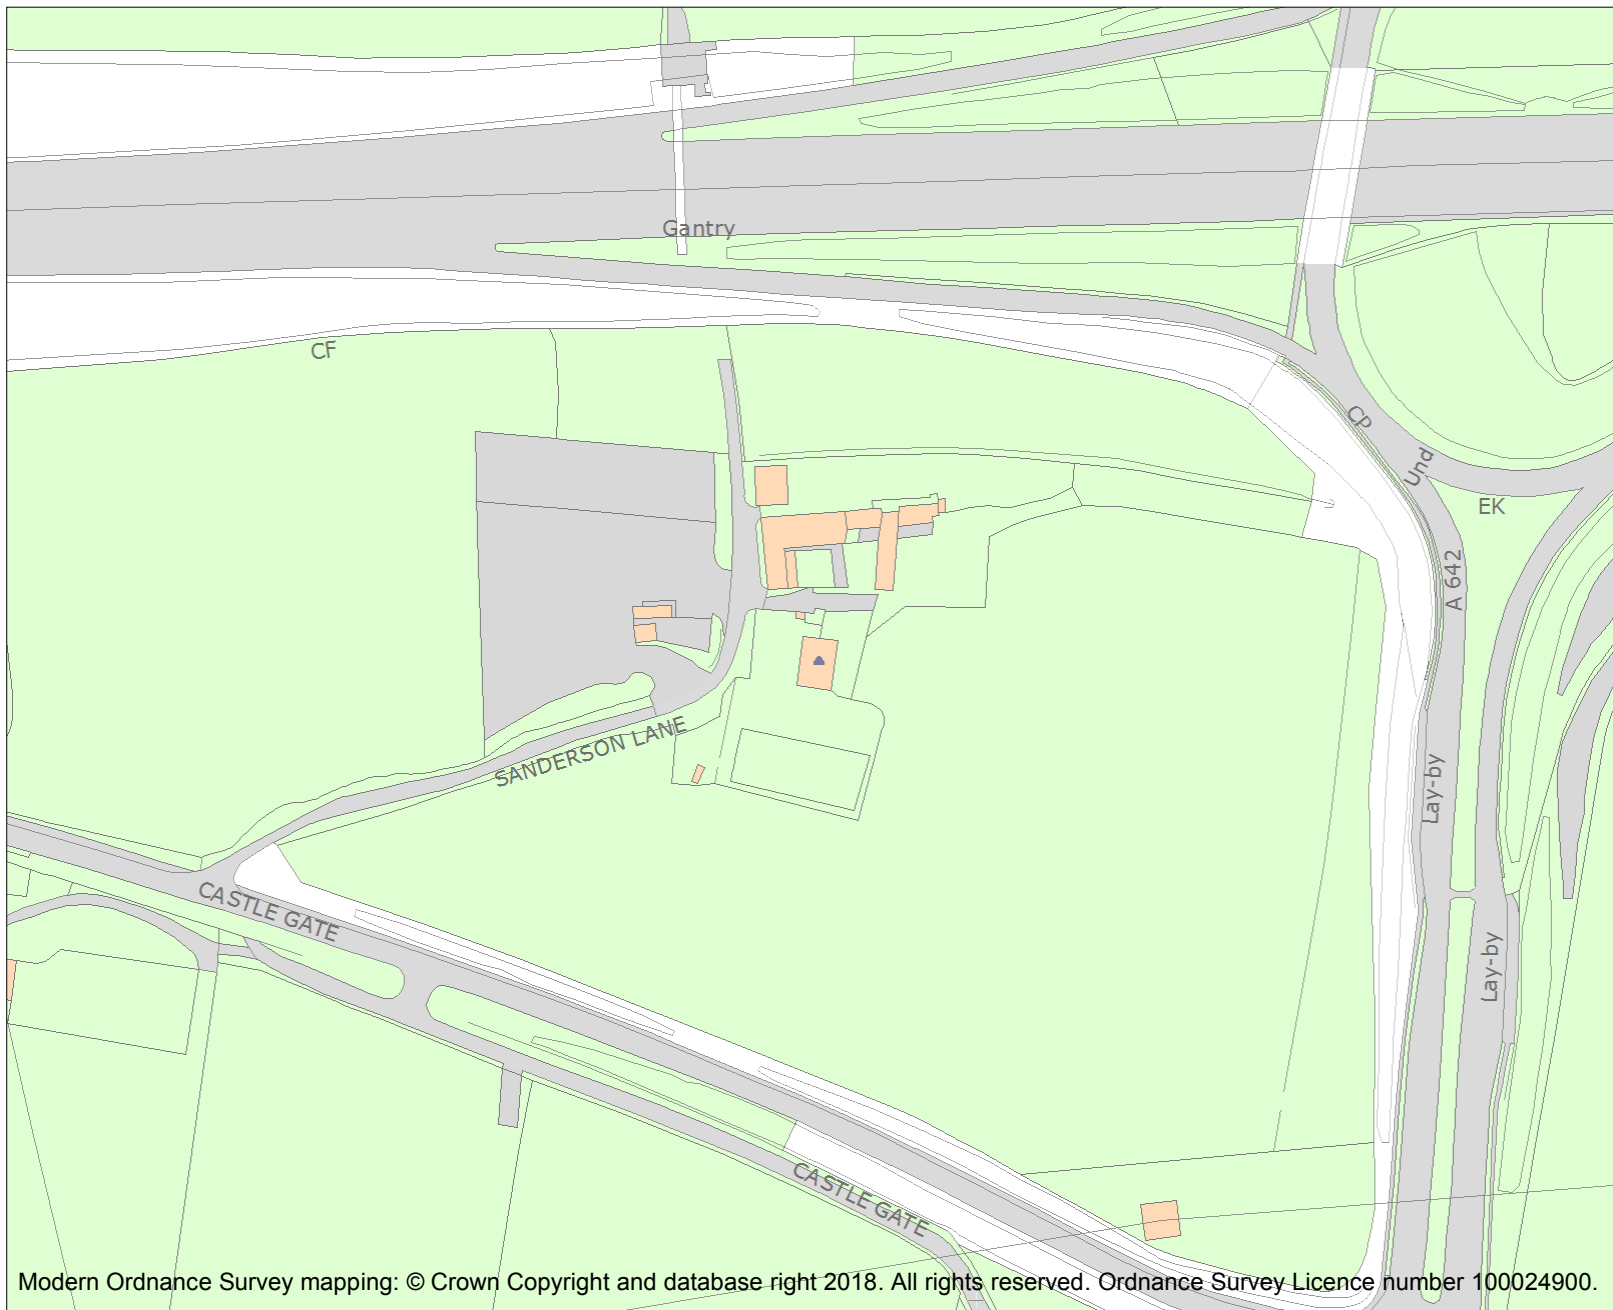 Gantry
CF
CP
Und
EK
A 642
SANDERSON LANE
Lay-by
CASTLE GATE
Lay-by
CASTLE GATE
Modern Ordnance Survey mapping: © Crown Copyright and database right 2018. All rights reserved. Ordnance Survey Licence number 100024900.